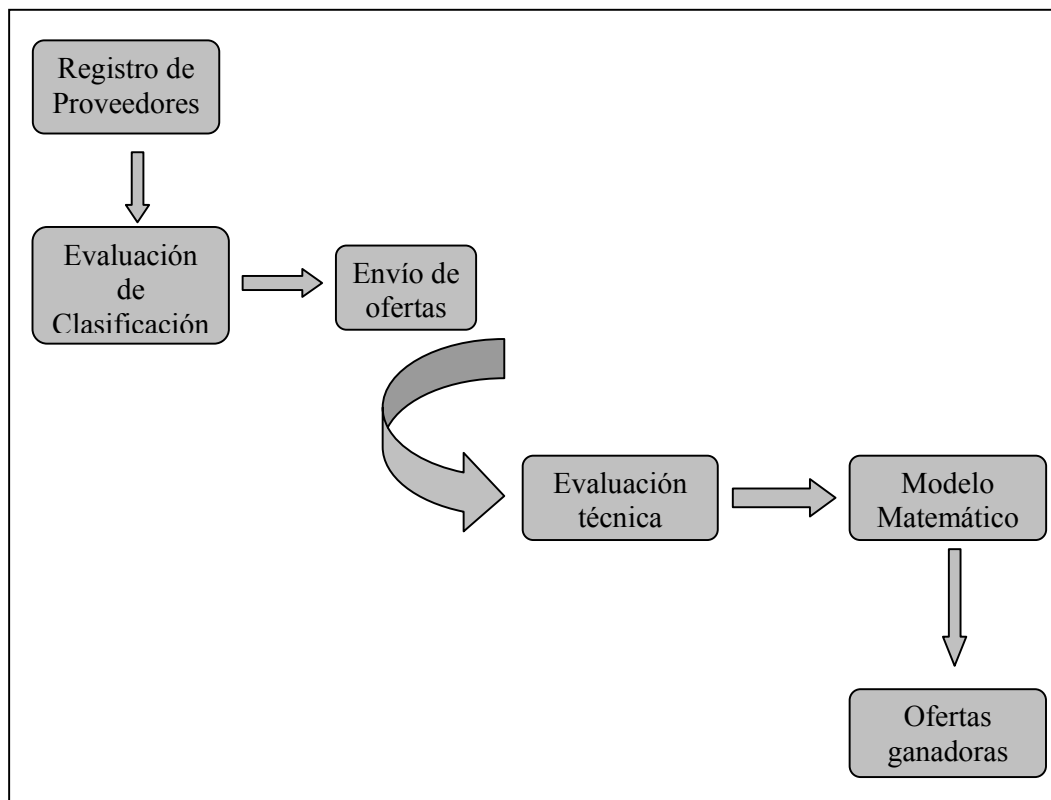 Registro de
Proveedores
Evaluación
de
Clasificación
Envío de
ofertas
Evaluación
técnica
Modelo
Matemático
Ofertas
ganadoras